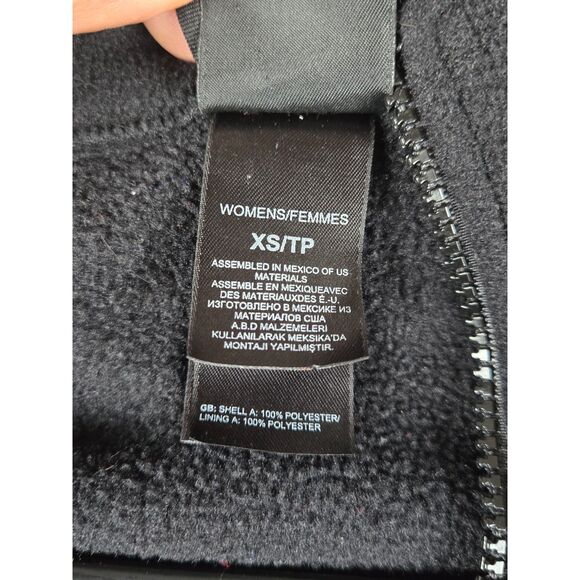 WOMENS/FEMMES
XS/TP
ASSEMBLED IN MEXICO OF US
MATERIALS
ASSEMBLE EN MEXIQUEAVEC
DES MATERIAUXDES É.-U.
ИЗГОТОВЛЕНО В МЕКСИКЕ ИЗ
МАТЕРИАЛОВ США
A.B.D MALZEMELERI
KULLANILARAK MEKSIKA'DA
MONTAJI YAPILMIŞTIR.
GB: SHELL A: 100% POLYESTER/
LINING A: 100% POLYESTER